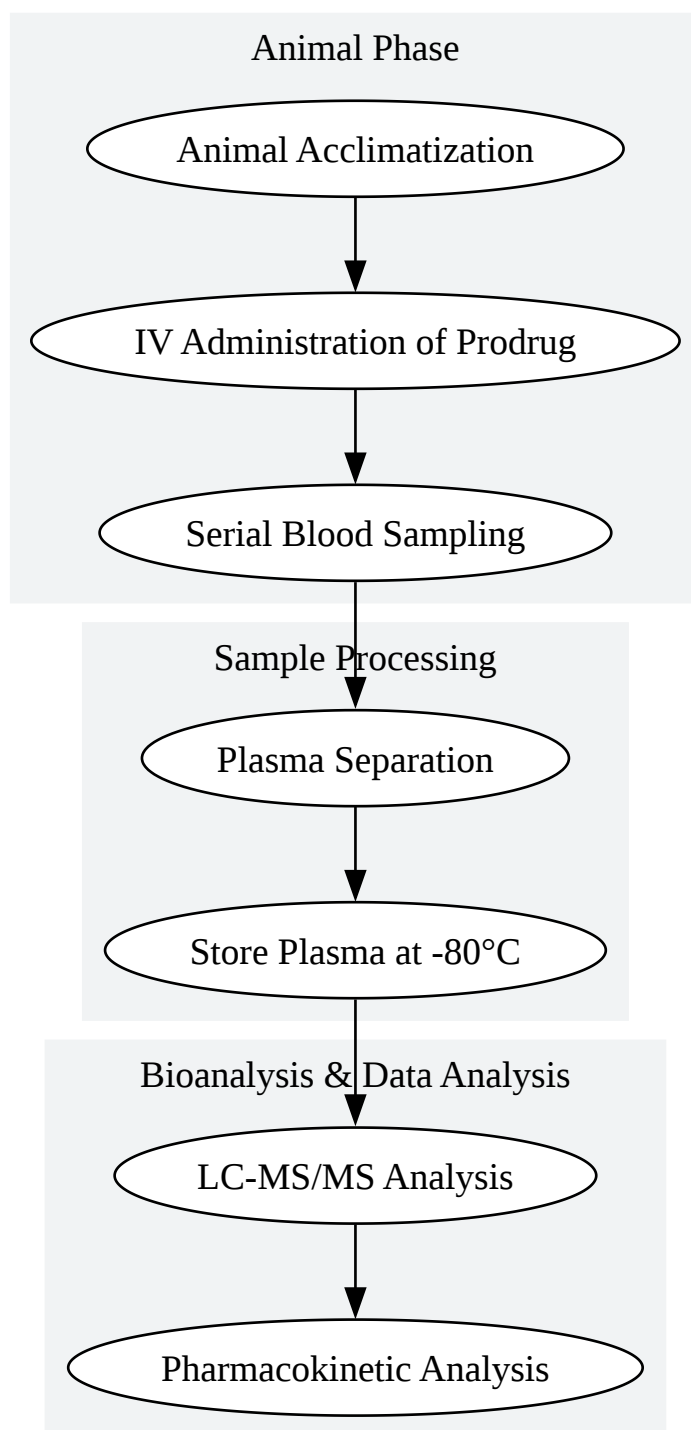 Animal Phase
Animal Acclimatization
IV Administration of Prodrug
Serial Blood Sampling
Sample Processing
Plasma Separation
Store Plasma at -80°C
Bioanalysis & Data Analysis
LC-MS/MS Analysis
Pharmacokinetic Analysis